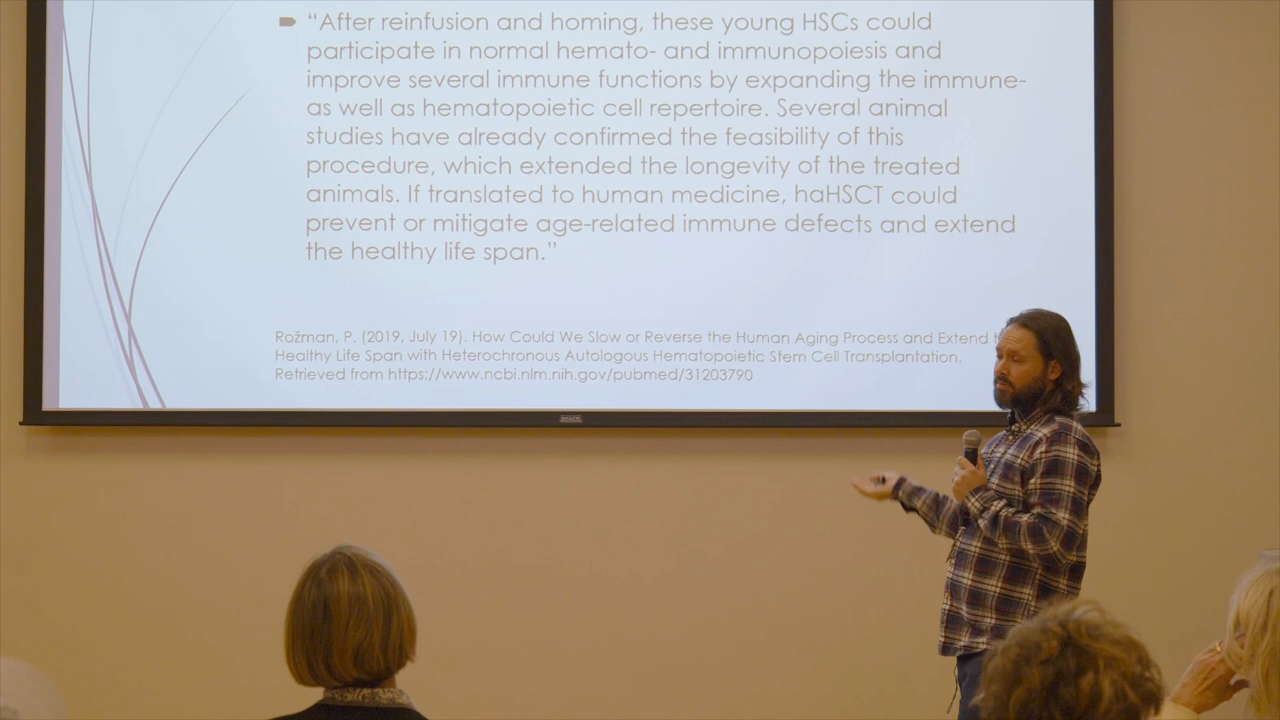 “After reinfusion and homing, these young HSCs could
participate in normal hemato- and immunopoiesis and
improve several immune functions by expanding the immune-
as well as hematopoietic cell repertoire. Several animal
studies have already confirmed the feasibility of this
procedure, which extended the longevity of the treated
animals. If translated to human medicine, haHSCT could
prevent or mitigate age-related immune defects and extend
the healthy life span.”
Rožman, P. (2019, July 19). How Could We Slow or Reverse the Human Aging Process and Extend
Healthy Life Span with Heterochronous Autologous Hematopoietic Stem Cell Transplantation.
Retrieved from https://www.ncbi.nlm.nih.gov/pubmed/31203790